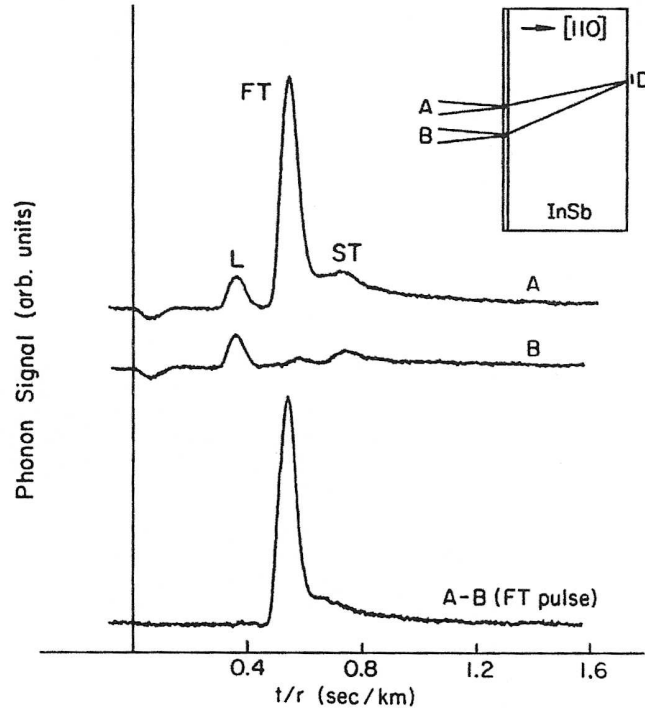 → [110]
FT
D
A
B
InSb
L
ST
A
B
Phonon Signal (arb. units)
A-B (FT pulse)
0.4 0.8 1.2 1.6
t/r (sec/km)